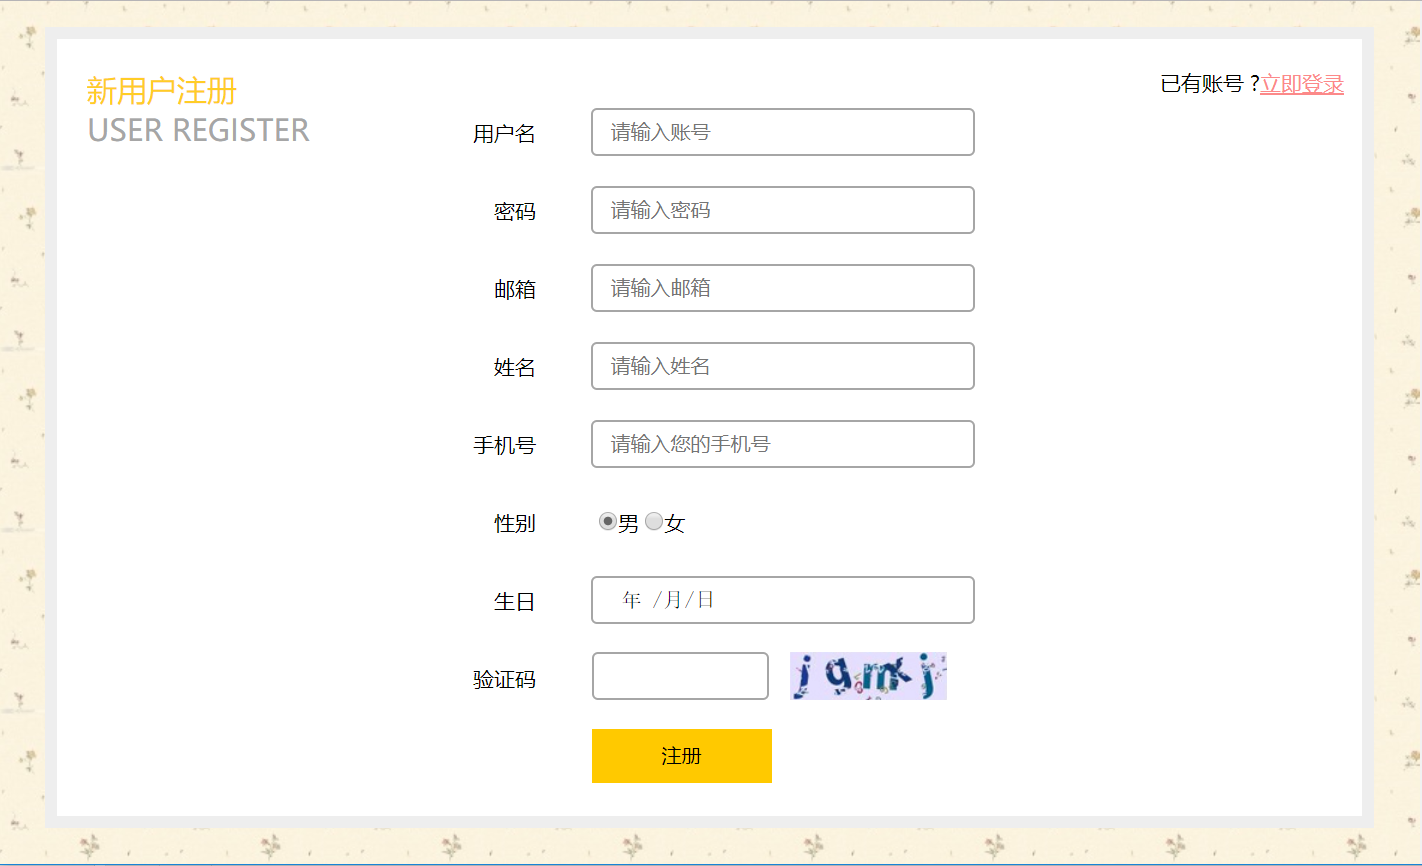 新用户注册
USER REGISTER
已有账号？立即登录
用户名 请输入账号
密码 请输入密码
邮箱 请输入邮箱
姓名 请输入姓名
手机号 请输入您的手机号
性别 男 女
生日 年 /月/日
验证码
注册